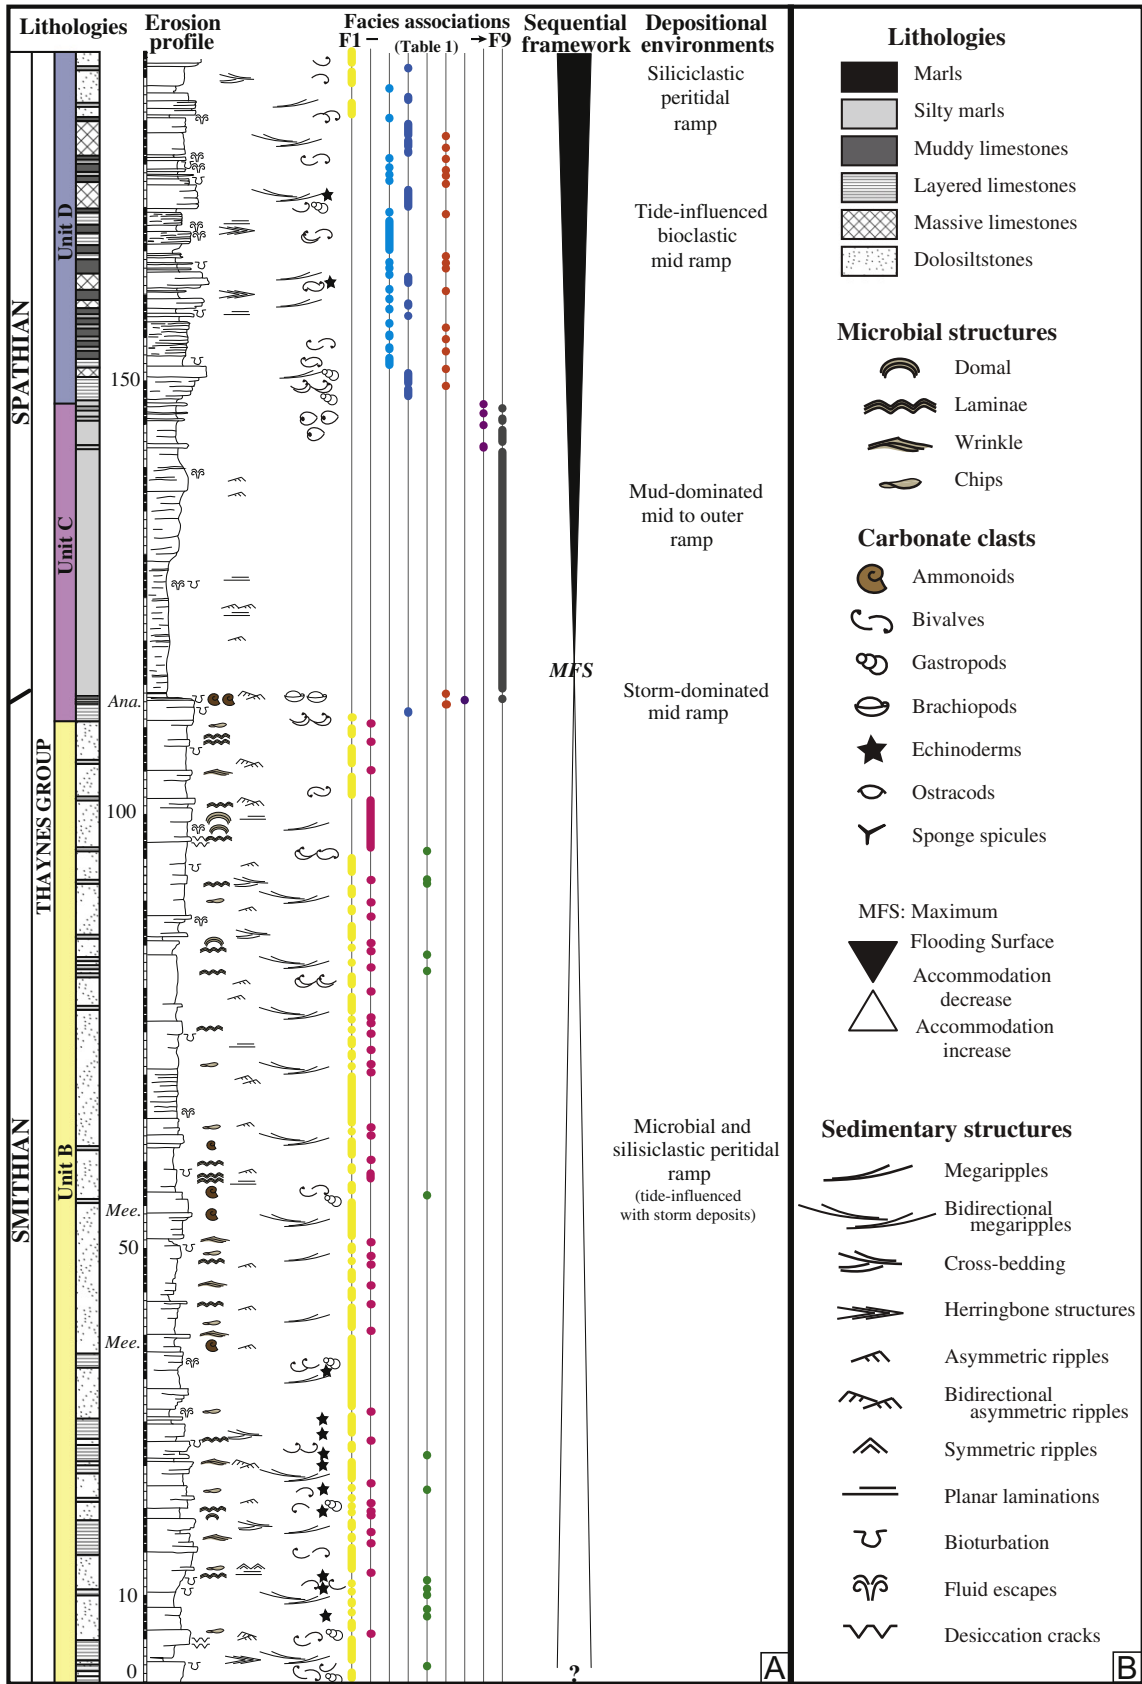 Lithologies
Erosion
profile
Facies associations
F1
(Table 1)
F9
Sequential
framework
Depositional
environments
SPATHIAN
SMITHIAN
THAYNES GROUP
Unit D
Unit C
Unit B
150
Ana.
100
Mee.
50
Mee.
10
0
MFS
?
Siliciclastic
peritidal
ramp
Tide-influenced
bioclastic
mid ramp
Mud-dominated
mid to outer
ramp
Storm-dominated
mid ramp
Microbial and
silisiclastic peritidal
ramp
(tide-influenced
with storm deposits)
A
Lithologies
Marls
Silty marls
Muddy limestones
Layered limestones
Massive limestones
Dolosiltstones
Microbial structures
Domal
Laminae
Wrinkle
Chips
Carbonate clasts
Ammonoids
Bivalves
Gastropods
Brachiopods
Echinoderms
Ostracods
Sponge spicules
MFS: Maximum
Flooding Surface
Accommodation
decrease
Accommodation
increase
Sedimentary structures
Megaripples
Bidirectional
megaripples
Cross-bedding
Herringbone structures
Asymmetric ripples
Bidirectional
asymmetric ripples
Symmetric ripples
Planar laminations
Bioturbation
Fluid escapes
Desiccation cracks
B